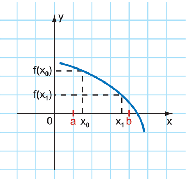 y
f(x₀)
f(x₁)
0 a x₀ x₁ b x